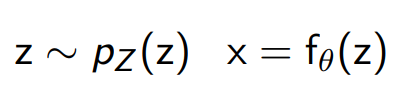 z ∼ p_Z(z)   x = f_θ(z)